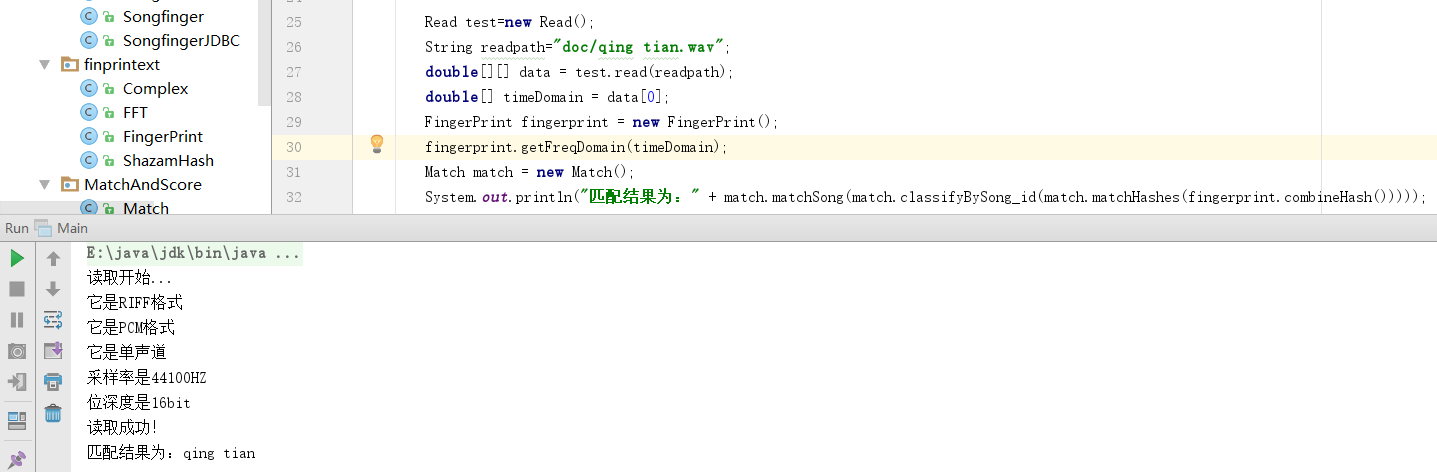 Songfinger
SongfingerJDBC
finprintext
Complex
FFT
FingerPrint
ShazamHash
MatchAndScore
Match
25 Read test=new Read();
26 String readpath="doc/qing tian.wav";
27 double[][] data = test.read(readpath);
28 double[] timeDomain = data[0];
29 FingerPrint fingerprint = new FingerPrint();
30 fingerprint.getFreqDomain(timeDomain);
31 Match match = new Match();
32 System.out.println("匹配结果为：" + match.matchSong(match.classifyBySong_id(match.matchHashes(fingerprint.combineHash()))));
Run Main
E:\java\jdk\bin\java ...
读取开始...
它是RIFF格式
它是PCM格式
它是单声道
采样率是44100HZ
位深度是16bit
读取成功！
匹配结果为：qing tian